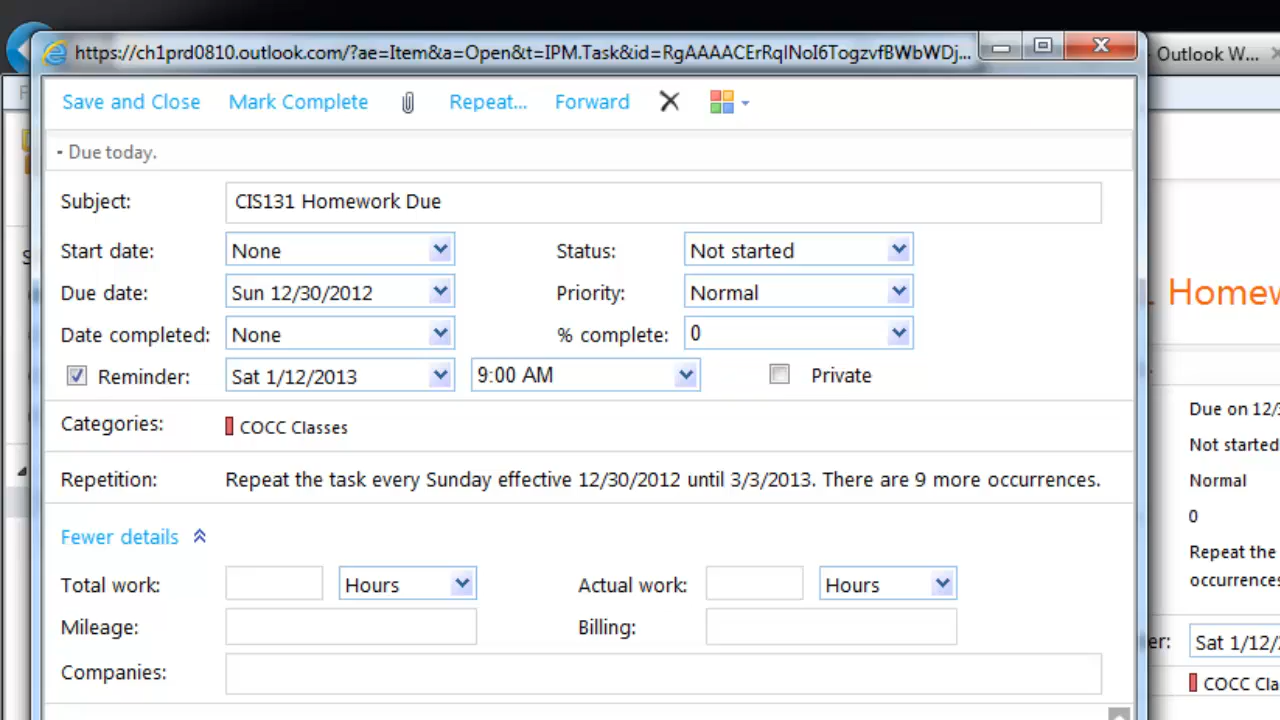 https://ch1prd0810.outlook.com/?ae=Item&a=Open&t=IPM.Task&id=RgAAAACErRqINoI6TogzvfBWbWDj...
Outlook W...
Save and Close Mark Complete Repeat... Forward
- Due today.
Subject: CIS131 Homework Due
Start date: None Status: Not started
Due date: Sun 12/30/2012 Priority: Normal
Date completed: None % complete: 0
Reminder: Sat 1/12/2013 9:00 AM Private
Categories: COCC Classes
Repetition: Repeat the task every Sunday effective 12/30/2012 until 3/3/2013. There are 9 more occurrences.
Fewer details
Total work: Hours Actual work: Hours
Mileage: Billing:
Companies:
Homew
Due on 12/3
Not started
Normal
0
Repeat the
occurrences
er: Sat 1/12/2
COCC Cla